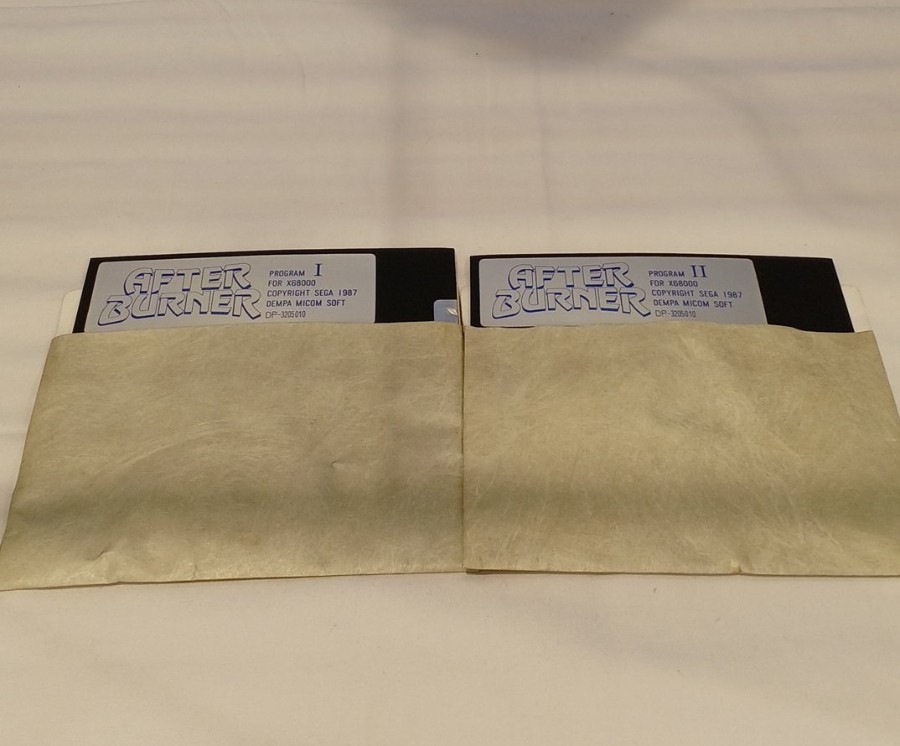 AFTER
BURNER
PROGRAM I
FOR X68000
COPYRIGHT SEGA 1987
DEMPA MICOM SOFT
DP-3205010
AFTER
BURNER
PROGRAM II
FOR X68000
COPYRIGHT SEGA 1987
DEMPA MICOM SOFT
DP-3205010